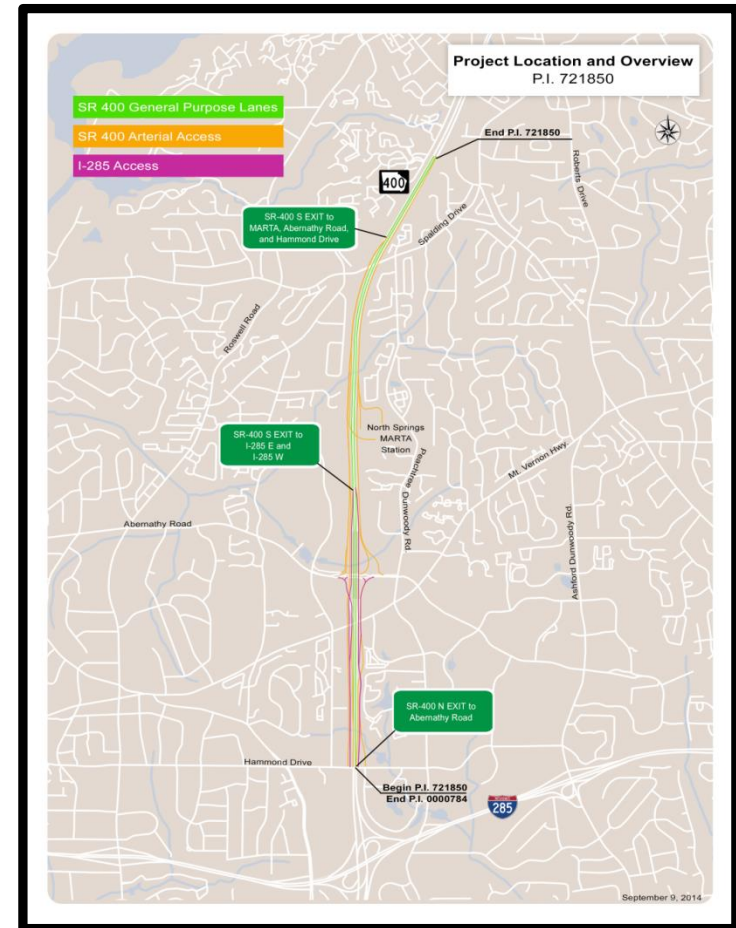 Project Location and Overview
P.I. 721850
SR 400 General Purpose Lanes
SR 400 Arterial Access
I-285 Access
End P.I. 721850
400
Roberts Drive
SR-400 S EXIT to
MARTA, Abernathy Road,
and Hammond Drive
Spalding Drive
Roswell Road
North Springs
MARTA
Station
SR-400 S EXIT to
I-285 E and
I-285 W
Peachtree Dunwoody Rd.
Mt. Vernon Hwy
Abernathy Road
Ashford Dunwoody Rd.
SR-400 N EXIT to
Abernathy Road
Hammond Drive
Begin P.I. 721850
End P.I. 0000784
285
September 9, 2014